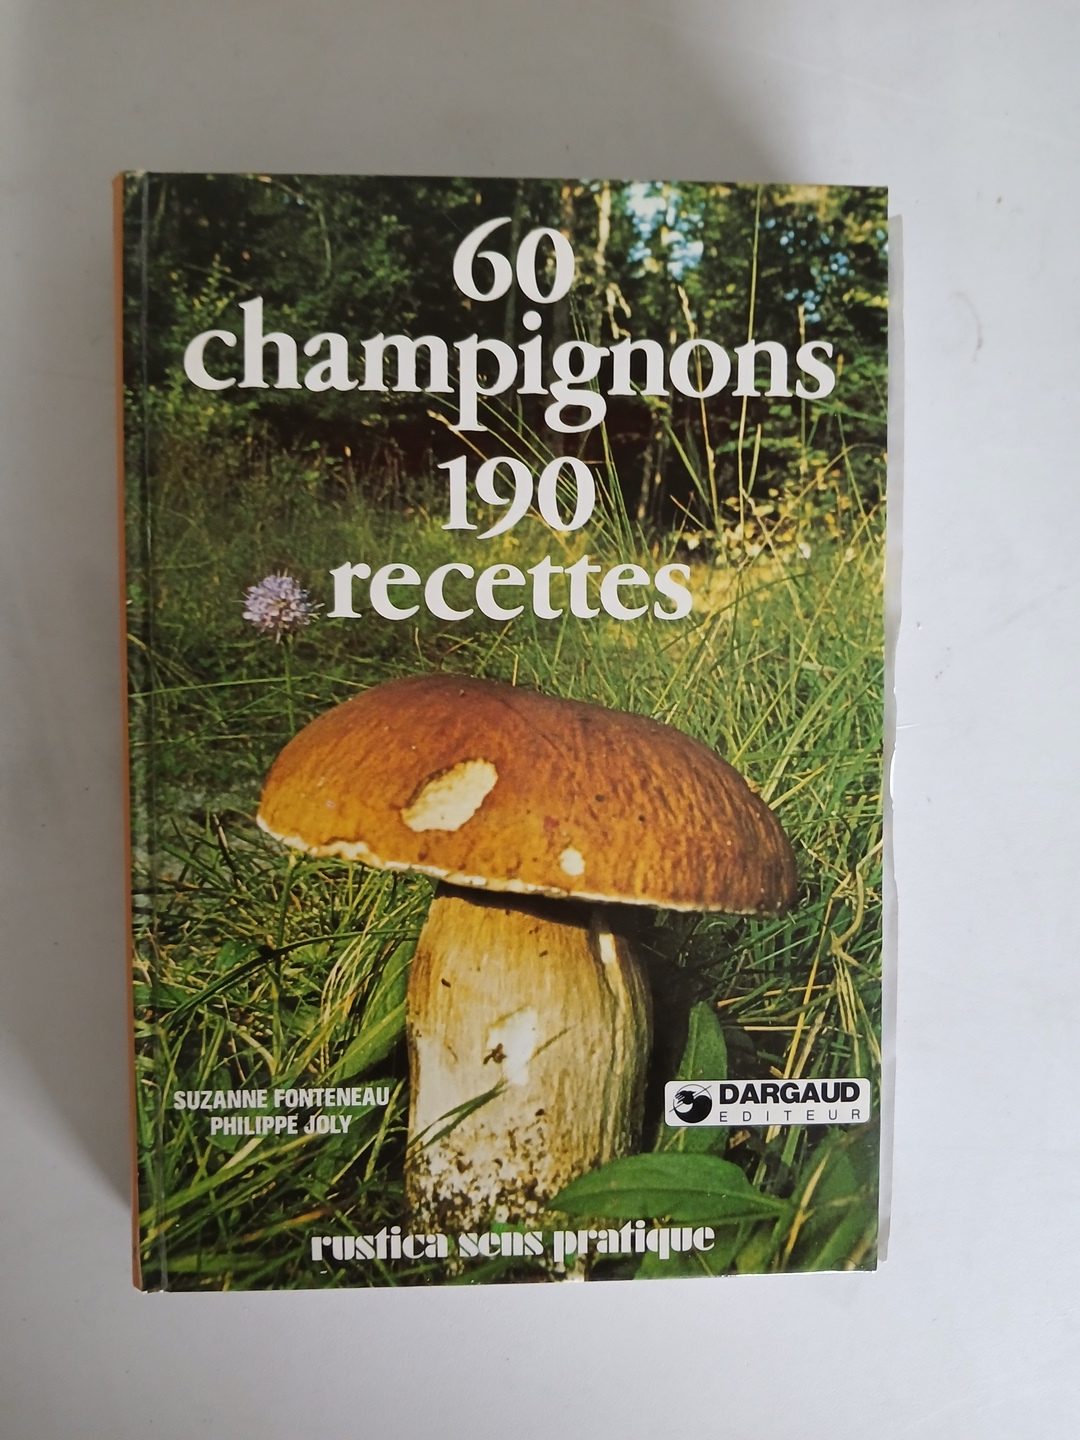 60
champignons
190
recettes
SUZANNE FONTENEAU
PHILIPPE JOLY
DARGAUD
EDITEUR
rustica sens pratique